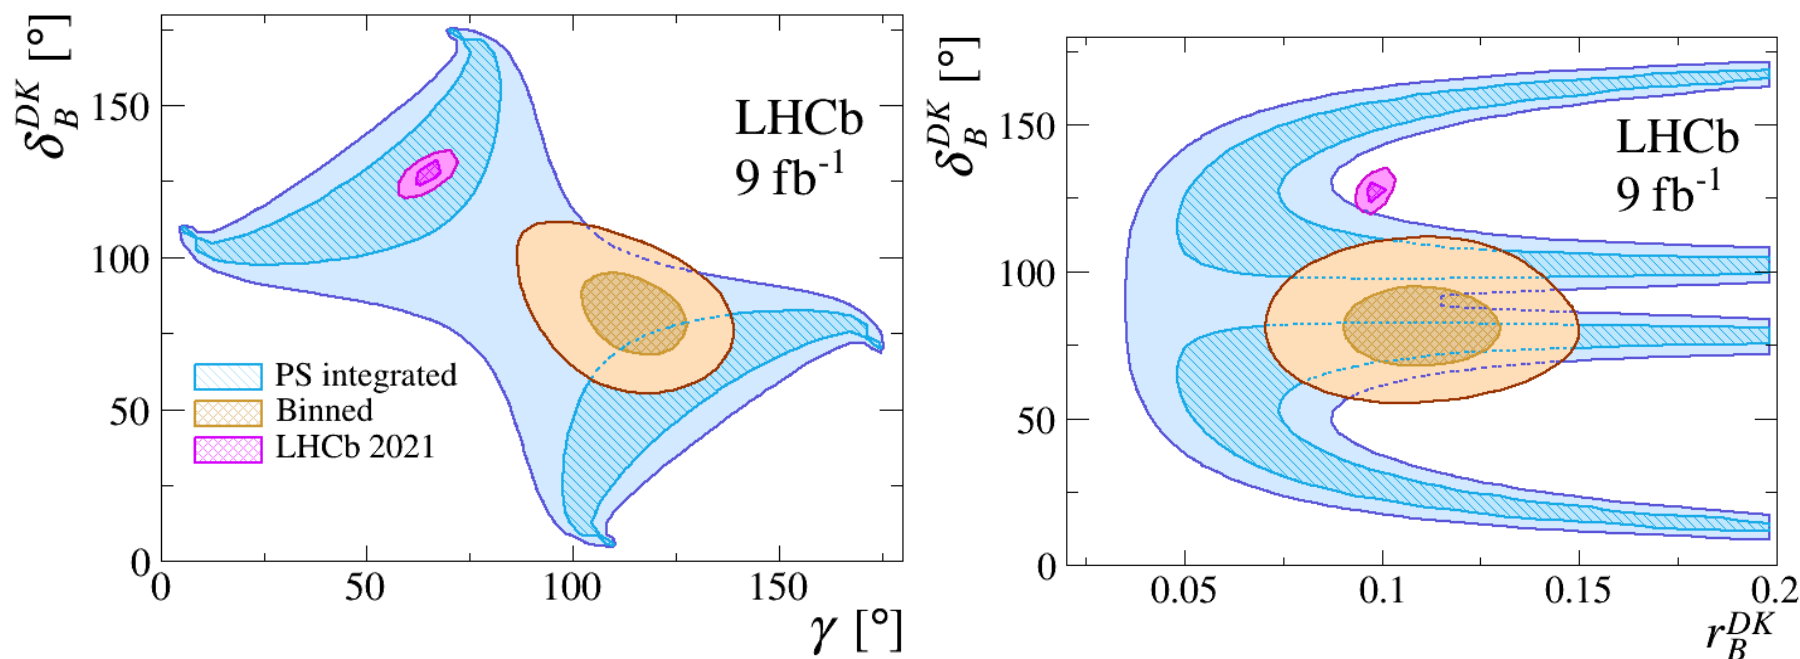 δ_B^DK [°]
150
100
50
0
0 50 100 150
γ [°]
LHCb
9 fb⁻¹
PS integrated
Binned
LHCb 2021
δ_B^DK [°]
150
100
50
0
0.05 0.1 0.15 0.2
r_B^DK
LHCb
9 fb⁻¹